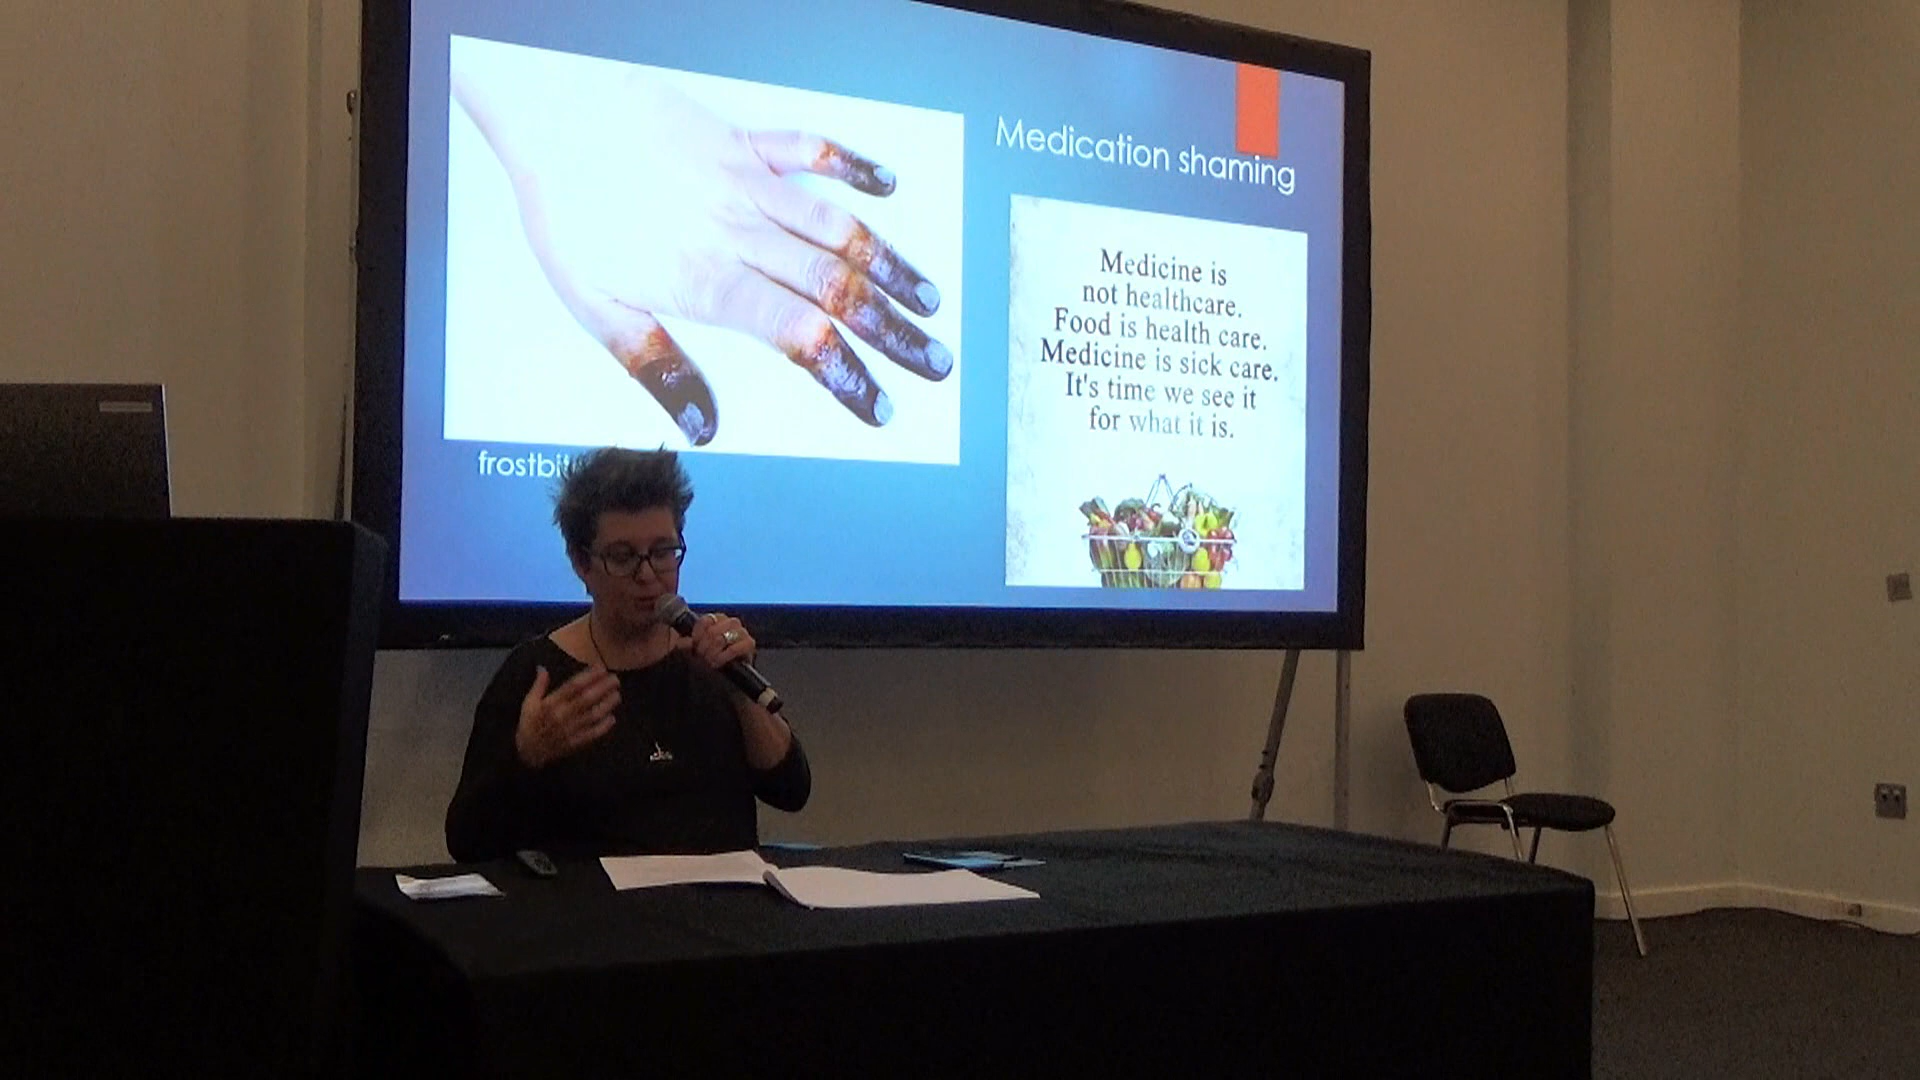 Medication shaming
Medicine is
not healthcare.
Food is health care.
Medicine is sick care.
It's time we see it
for what it is.